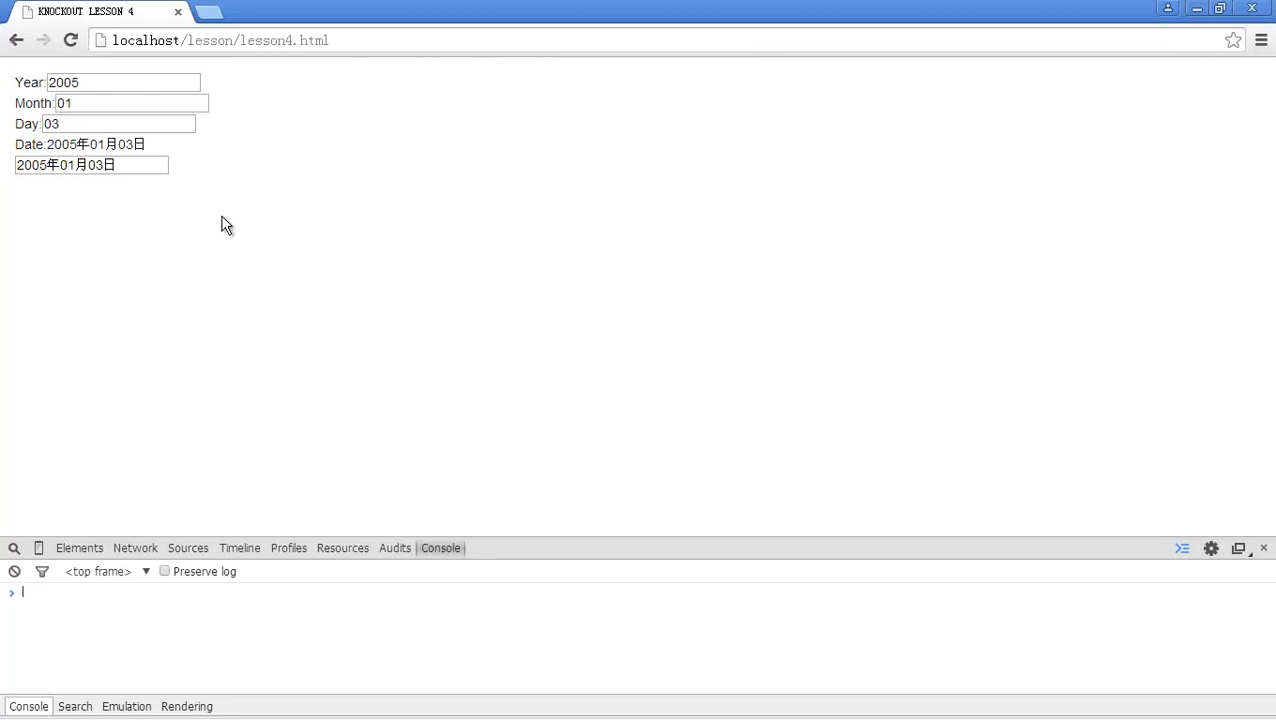 KNOCKOUT LESSON 4
localhost/lesson/lesson4.html
Year:2005
Month:01
Day:03
Date:2005年01月03日
2005年01月03日
Elements Network Sources Timeline Profiles Resources Audits Console
<top frame> Preserve log
Console Search Emulation Rendering